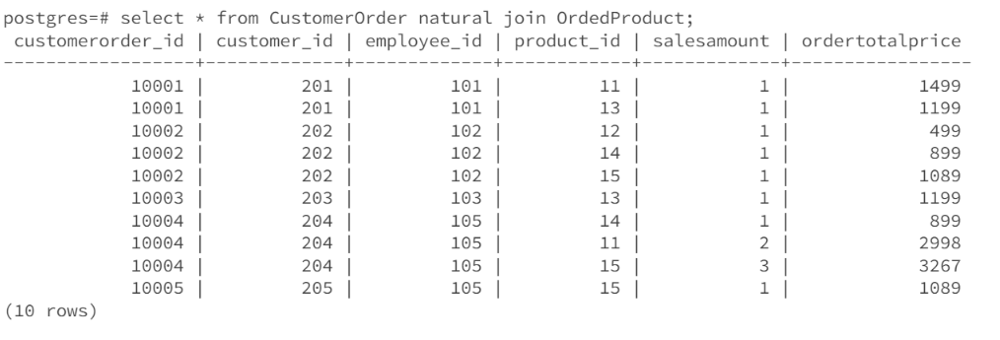 postgres=# select * from CustomerOrder natural join OrdedProduct;
customerorder_id | customer_id | employee_id | product_id | salesamount | ordertotalprice
------------------+-------------+-------------+------------+-------------+-----------------
10001 | 201 | 101 | 11 | 1 | 1499
10001 | 201 | 101 | 13 | 1 | 1199
10002 | 202 | 102 | 12 | 1 | 499
10002 | 202 | 102 | 14 | 1 | 899
10002 | 202 | 102 | 15 | 1 | 1089
10003 | 203 | 103 | 13 | 1 | 1199
10004 | 204 | 105 | 14 | 1 | 899
10004 | 204 | 105 | 11 | 2 | 2998
10004 | 204 | 105 | 15 | 3 | 3267
10005 | 205 | 105 | 15 | 1 | 1089
(10 rows)